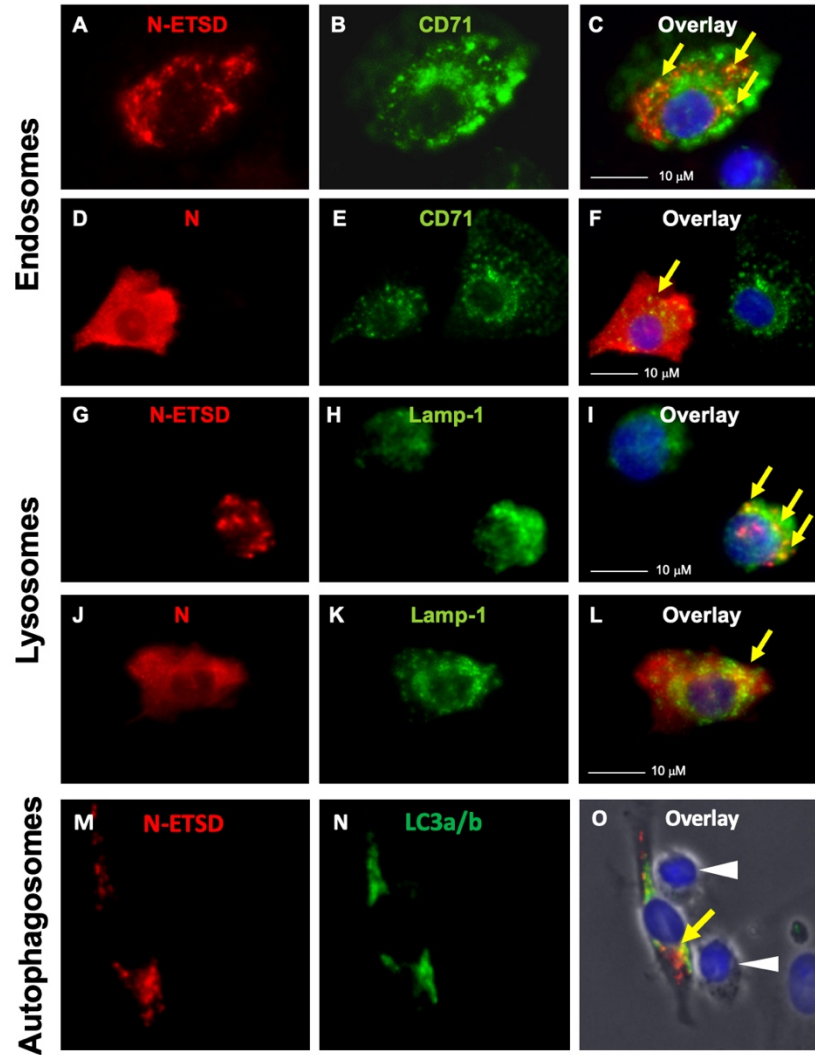 Endosomes
A N-ETSD
B CD71
C Overlay
10 μM
D N
E CD71
F Overlay
10 μM
Lysosomes
G N-ETSD
H Lamp-1
I Overlay
10 μM
J N
K Lamp-1
L Overlay
10 μM
Autophagosomes
M N-ETSD
N LC3a/b
O Overlay